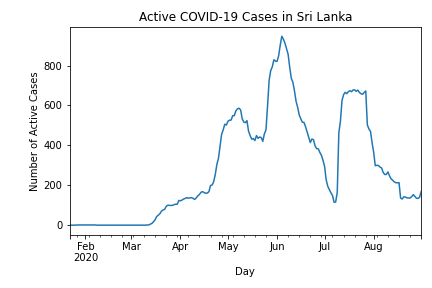 Active COVID-19 Cases in Sri Lanka
Number of Active Cases
800
600
400
200
0
Feb Mar Apr May Jun Jul Aug
2020
Day